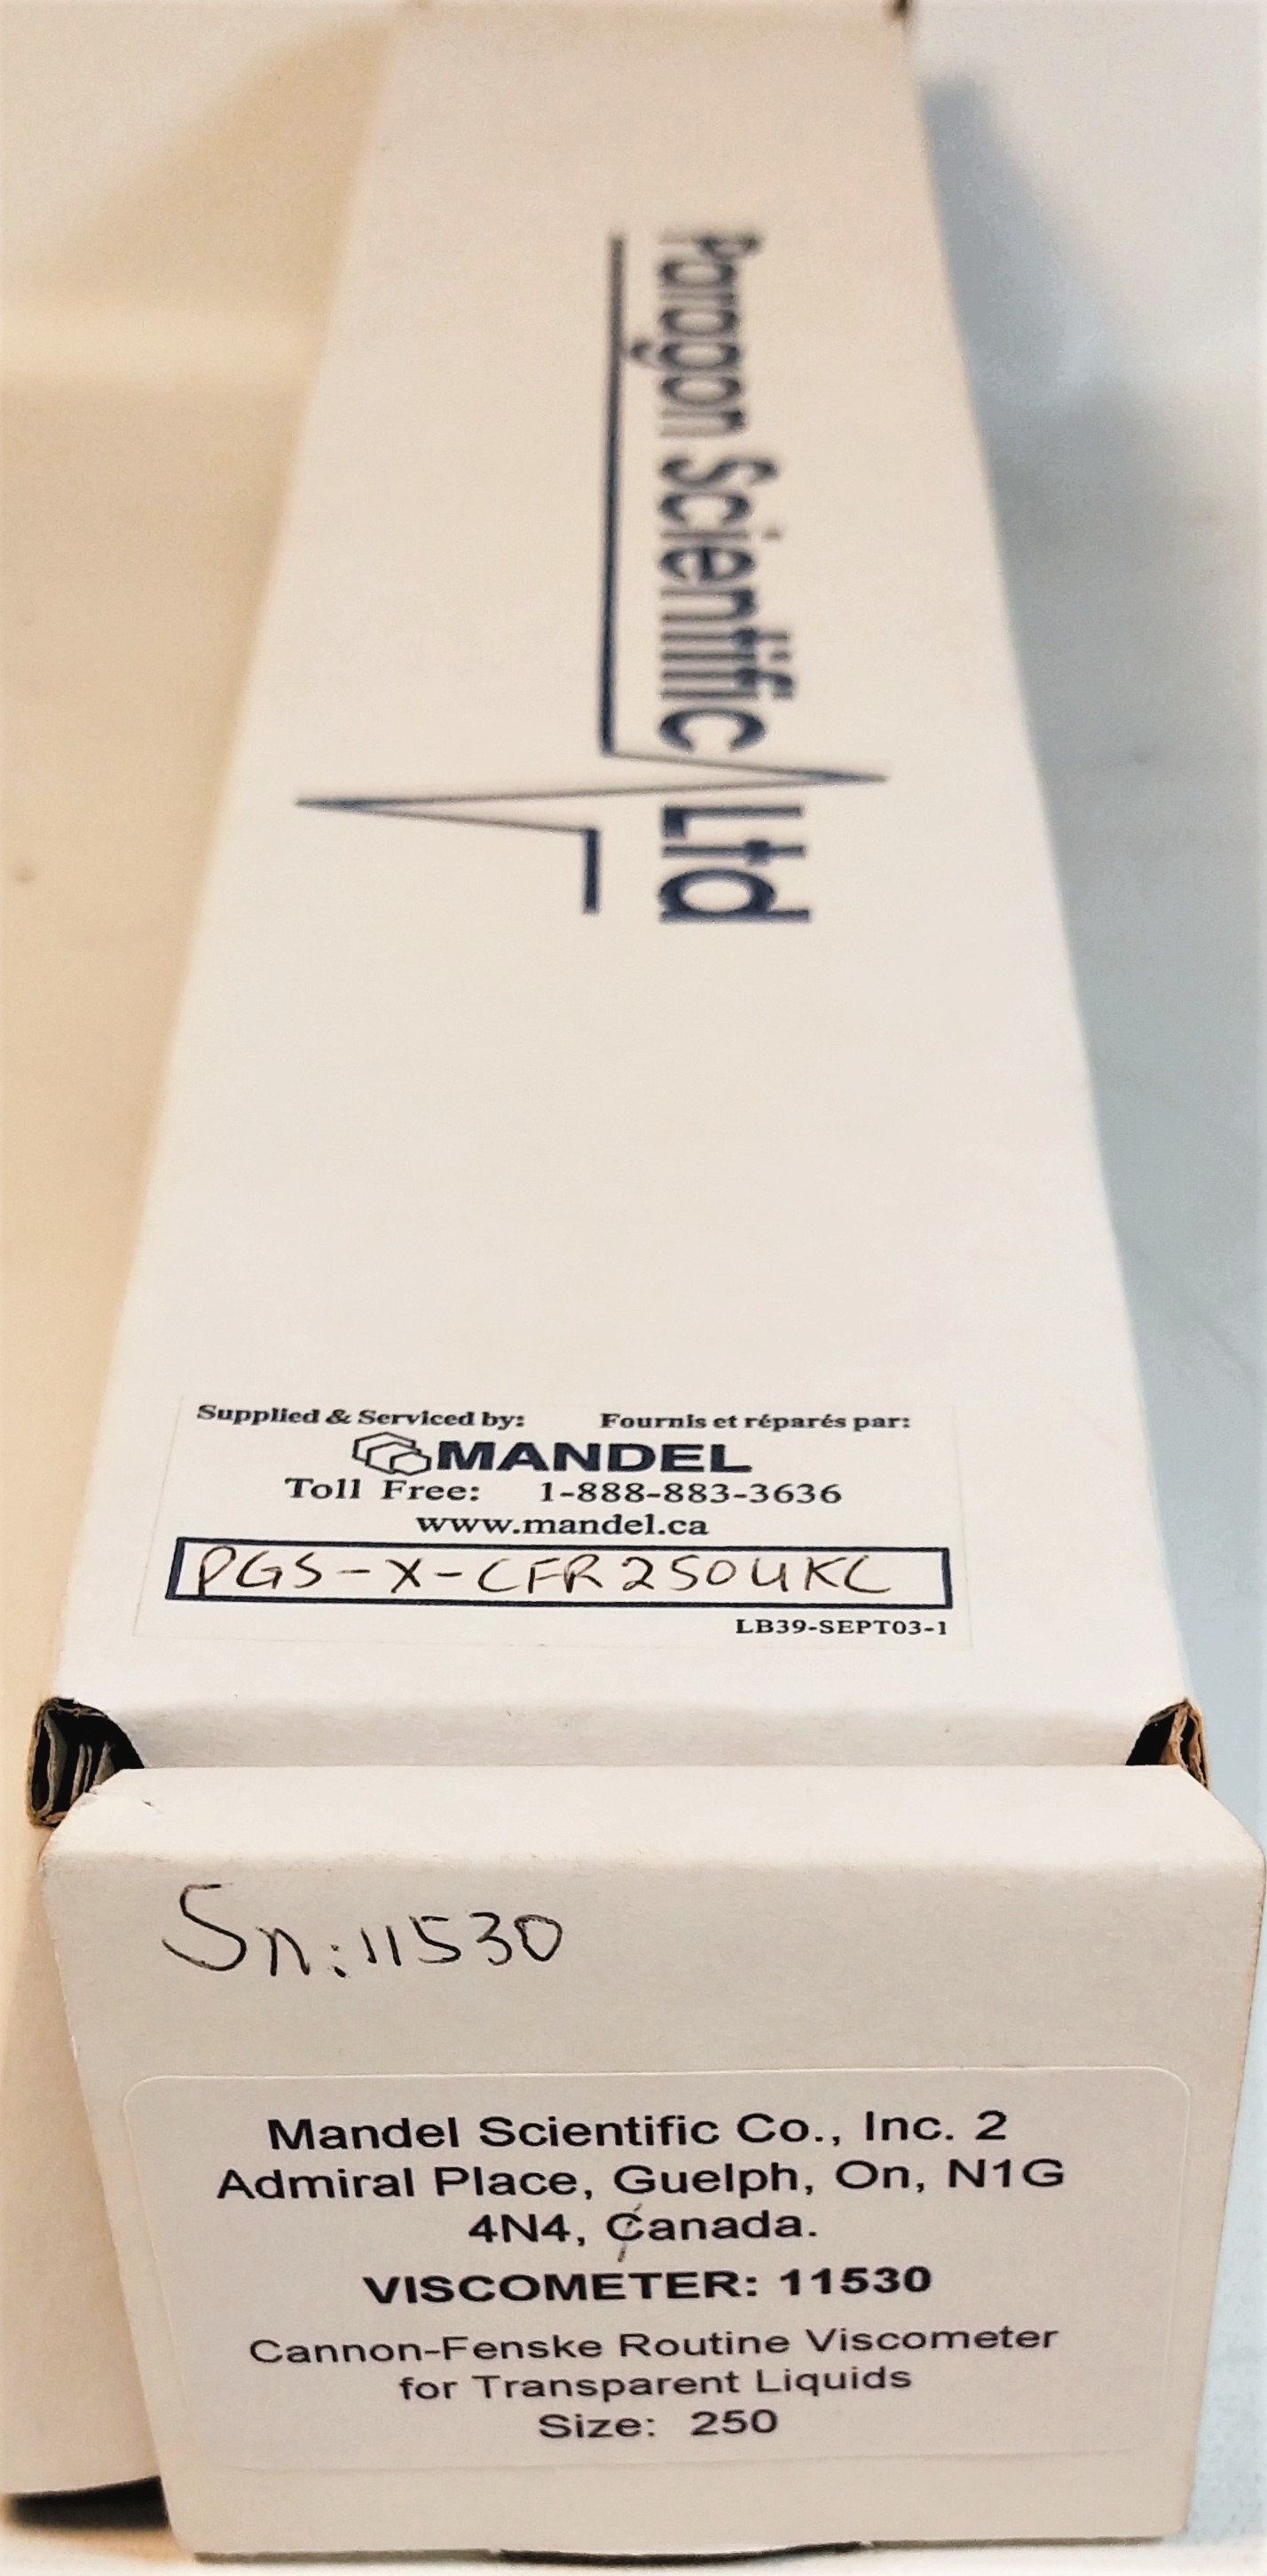 Paragon Scientific Ltd
Supplied & Serviced by: Fournis et réparés par:
MANDEL
Toll Free: 1-888-883-3636
www.mandel.ca
PGS-X-CFR250UKC
LB39-SEPT03-1
Sn:11530
Mandel Scientific Co., Inc. 2
Admiral Place, Guelph, On, N1G
4N4, Canada.
VISCOMETER: 11530
Cannon-Fenske Routine Viscometer
for Transparent Liquids
Size: 250